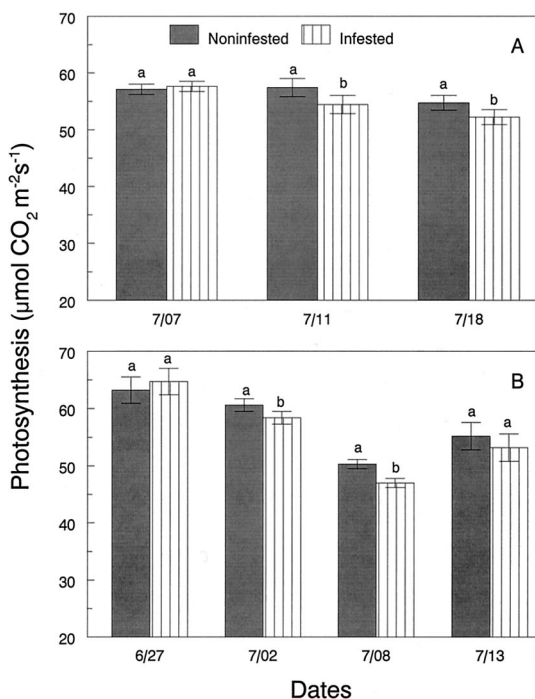 Photosynthesis (µmol CO₂ m⁻²s⁻¹)
Noninfested Infested
A
70
60
50
40
30
20
a a a b a b
7/07 7/11 7/18
B
70
60
50
40
30
20
a a a b a b a a
6/27 7/02 7/08 7/13
Dates